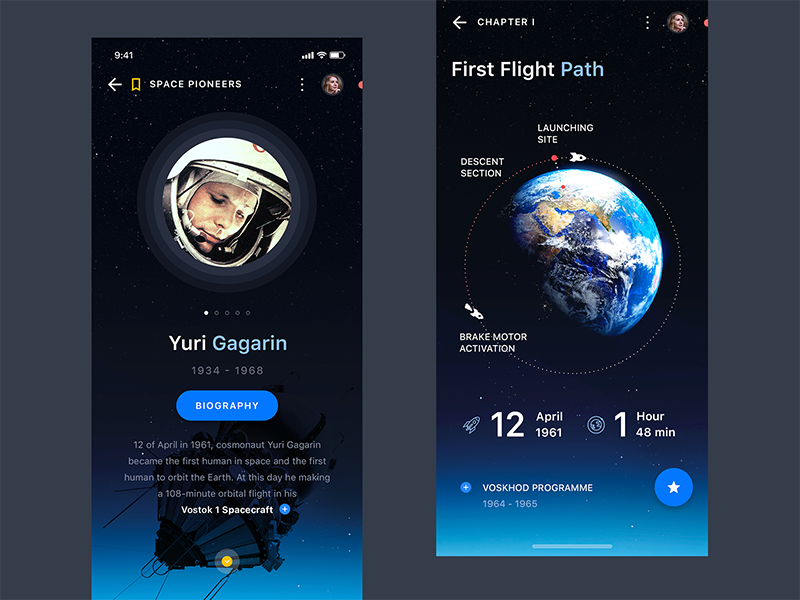 9:41
SPACE PIONEERS
Yuri Gagarin
1934 - 1968
BIOGRAPHY
12 of April in 1961, cosmonaut Yuri Gagarin
became the first human in space and the first
human to orbit the Earth. At this day he making
a 108-minute orbital flight in his
Vostok 1 Spacecraft
CHAPTER I
First Flight Path
LAUNCHING
SITE
DESCENT
SECTION
BRAKE MOTOR
ACTIVATION
12 April
1961
1 Hour
48 min
VOSKHOD PROGRAMME
1964 - 1965